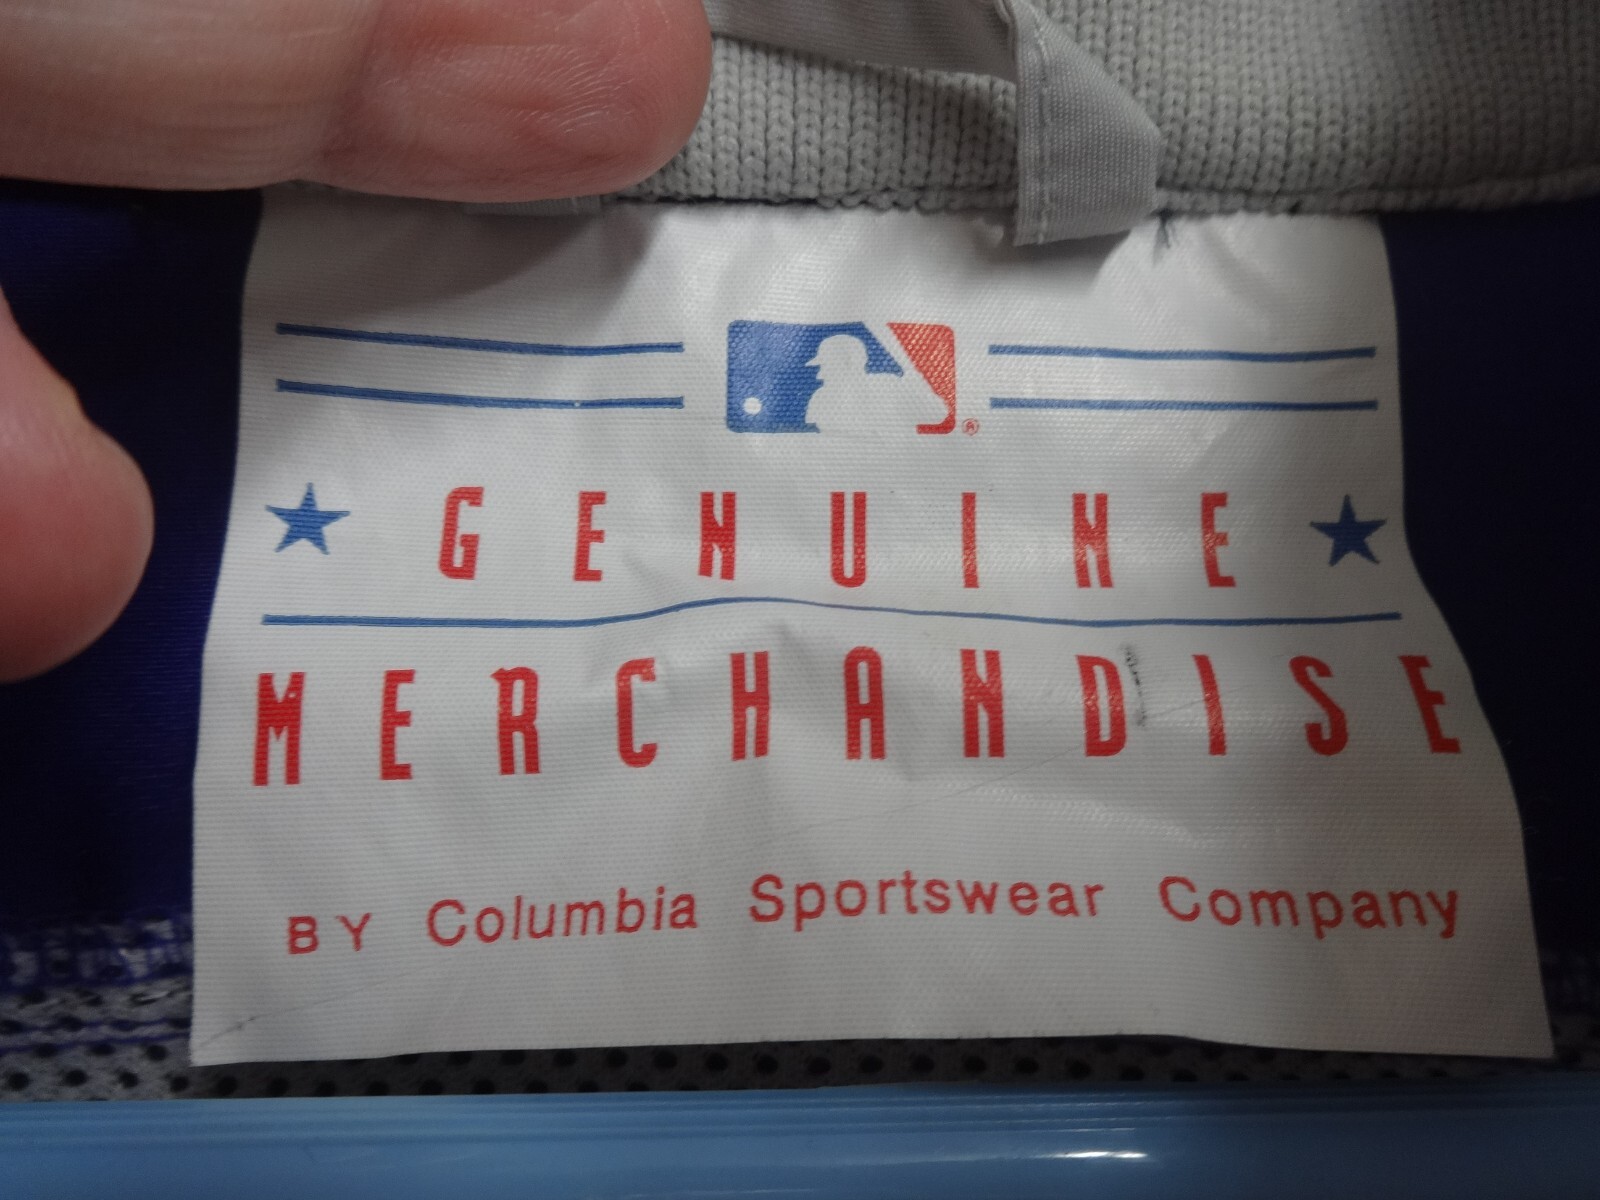 GENUINE
MERCHANDISE
BY Columbia Sportswear Company